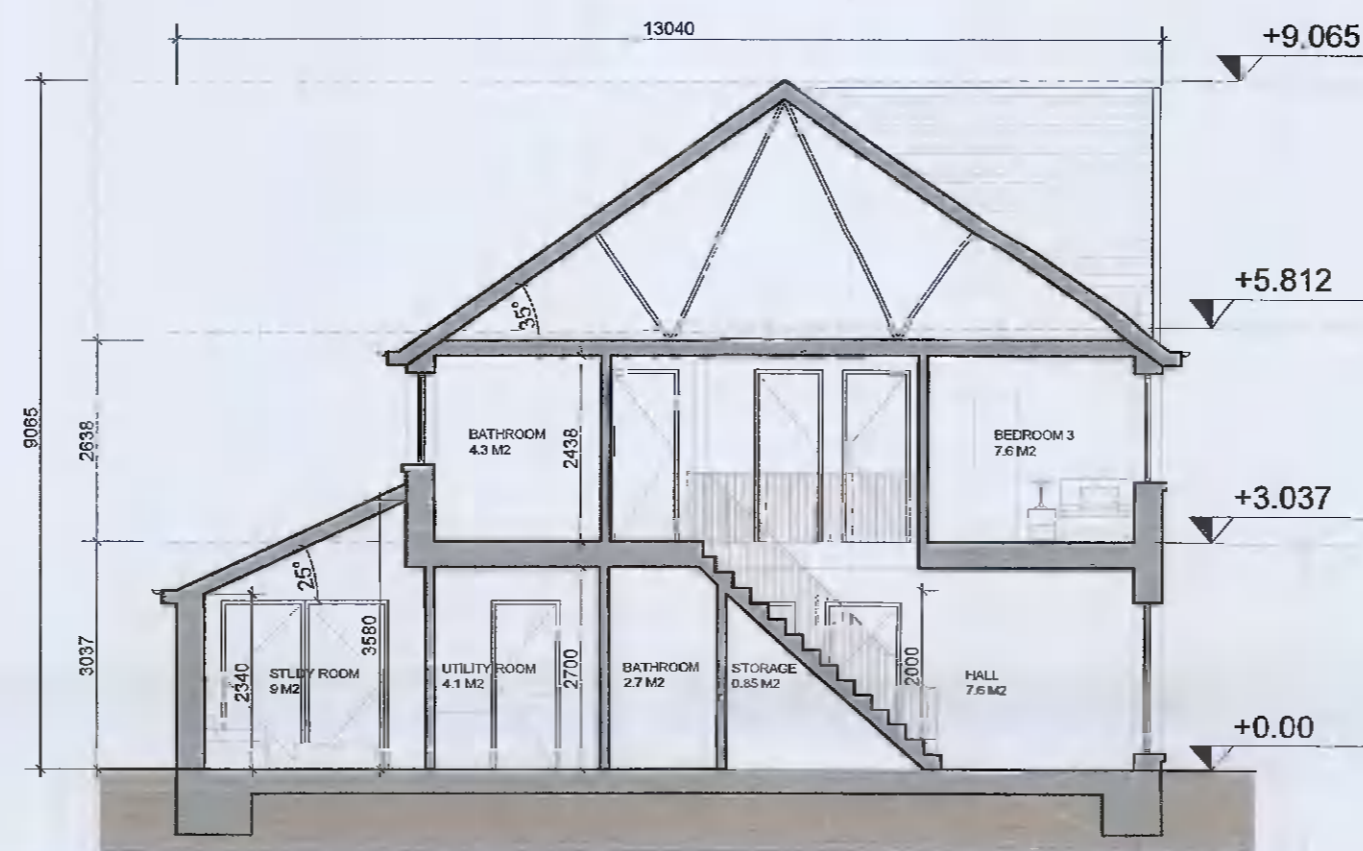 13040
+9.065
+5.812
35°
9065
2638
BATHROOM
4.3 M2
2438
BEDROOM 3
7.6 M2
+3.037
25°
3037
2340
STUDY ROOM
9 M2
3580
UTILITY ROOM
4.1 M2
2700
BATHROOM
2.7 M2
STORAGE
0.85 M2
2000
HALL
7.6 M2
+0.00